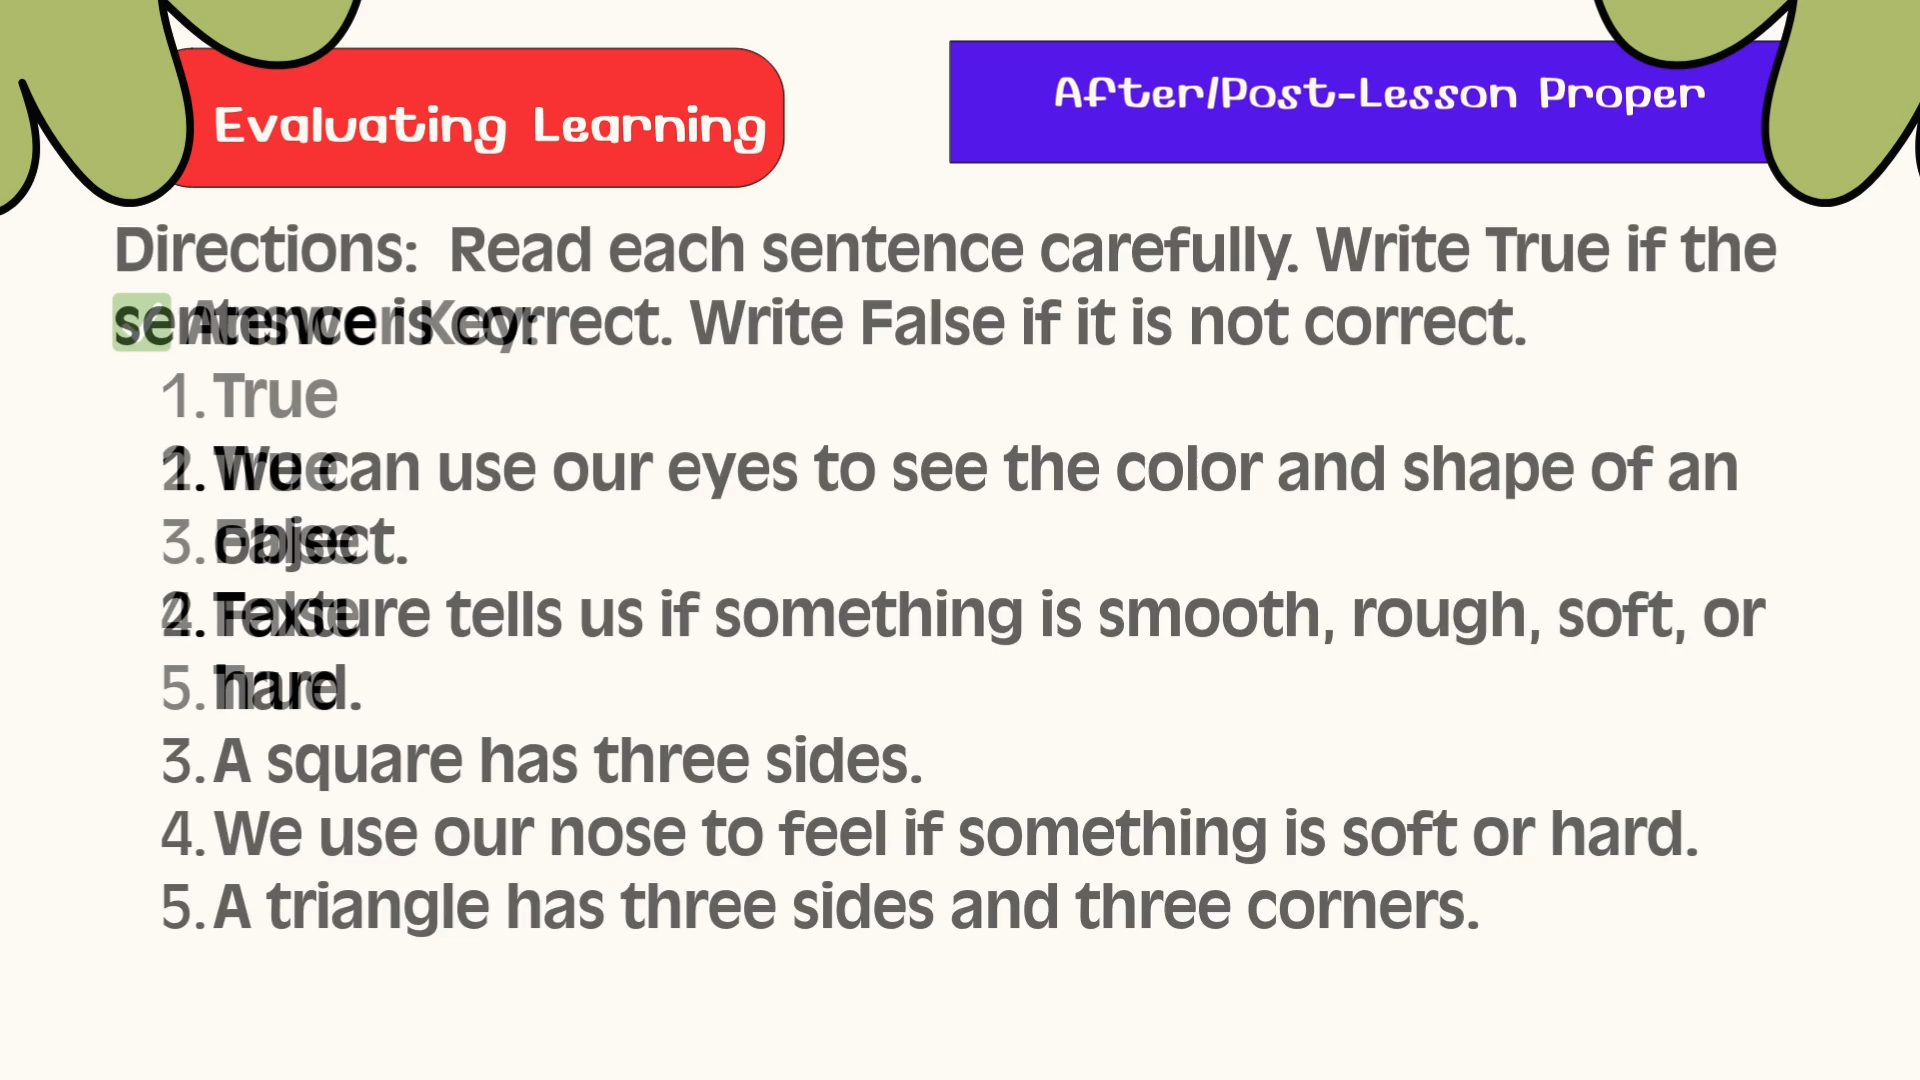 Evaluating Learning
After/Post-Lesson Proper
Directions: Read each sentence carefully. Write True if the
sentence is correct. Write False if it is not correct.
1. We can use our eyes to see the color and shape of an
object.
2. Texture tells us if something is smooth, rough, soft, or
hard.
3. A square has three sides.
4. We use our nose to feel if something is soft or hard.
5. A triangle has three sides and three corners.
✅ Answer Key:
1. True
2. True
3. False
4. False
5. True